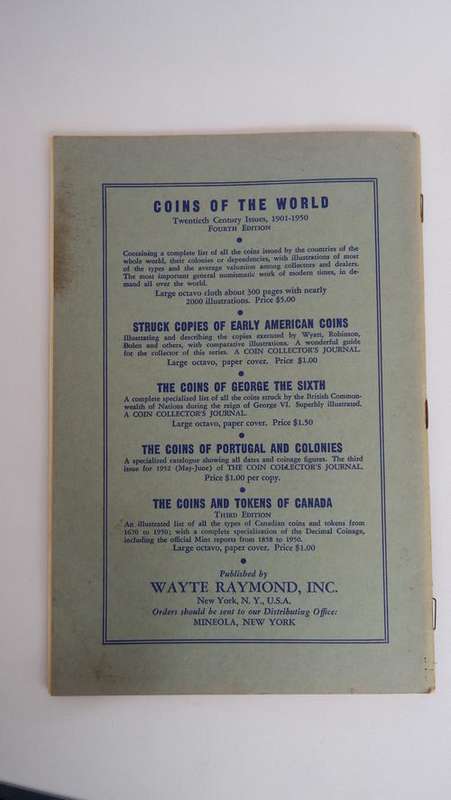 COINS OF THE WORLD
Twentieth Century Issues, 1901-1950
FOURTH EDITION
Containing a complete list of all the coins issued by the countries of the
whole world, their colonies or dependencies, with illustrations of most
of the types and the average valuation among collectors and dealers.
The most important general numismatic work of modern times, in de-
mand all over the world.
Large octavo cloth about 300 pages with nearly
2000 illustrations. Price $5.00
STRUCK COPIES OF EARLY AMERICAN COINS
Illustrating and describing the copies executed by Wyatt, Robinson,
Bolen and others, with comparative illustrations. A wonderful guide
for the collector of this series. A COIN COLLECTOR'S JOURNAL.
Large octavo, paper cover. Price $1.00
THE COINS OF GEORGE THE SIXTH
A complete specialized list of all the coins struck by the British Common-
wealth of Nations during the reign of George VI. Superbly illustrated.
A COIN COLLECTOR'S JOURNAL.
Large octavo, paper cover. Price $1.50
THE COINS OF PORTUGAL AND COLONIES
A specialized catalogue showing all dates and coinage figures. The third
issue for 1952 (May-June) of THE COIN COLLECTOR'S JOURNAL.
Price $1.00 per copy.
THE COINS AND TOKENS OF CANADA
THIRD EDITION
An illustrated list of all the types of Canadian coins and tokens from
1670 to 1950; with a complete specialization of the Decimal Coinage,
including the official Mint reports from 1858 to 1950.
Large octavo, paper cover. Price $1.00
Published by
WAYTE RAYMOND, INC.
New York, N. Y., U.S.A.
Orders should be sent to our Distributing Office:
MINEOLA, NEW YORK